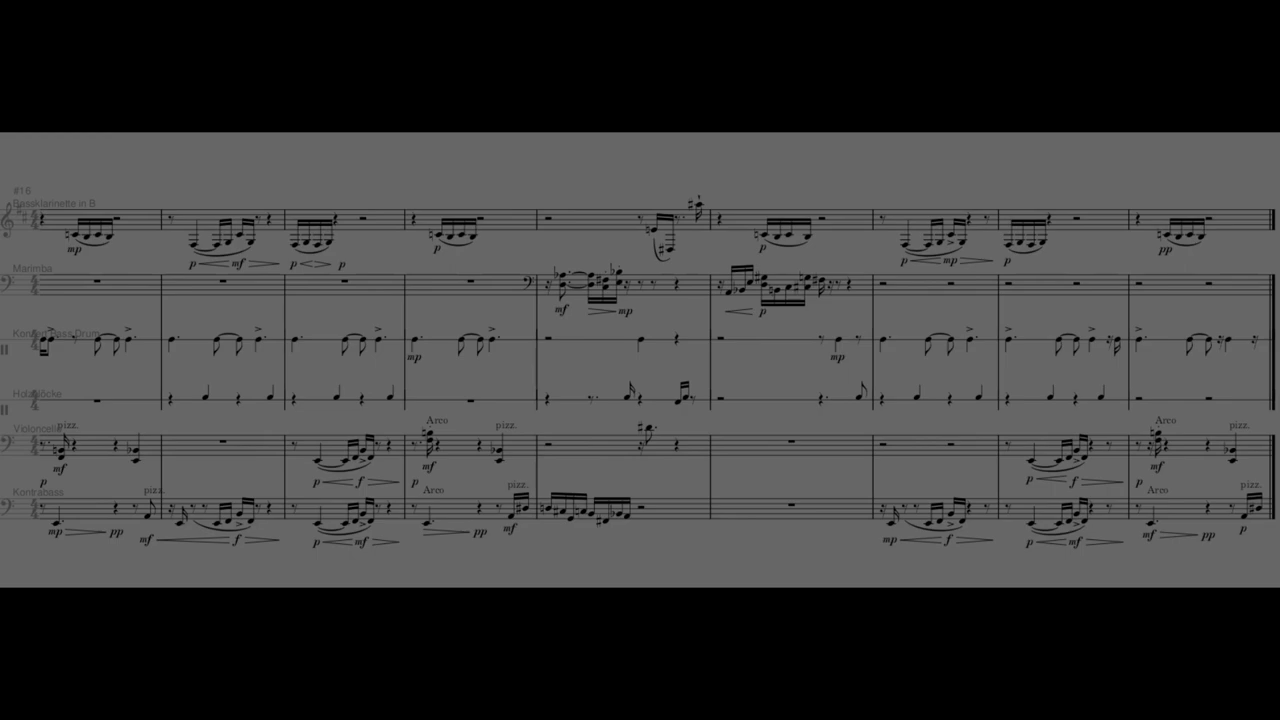 #16
Bassklarinette in B
mp p mf p p p p mp p pp
Marimba
mf mp p
Konzert Bass Drum
mp mp
Holzblöcke
Violoncello pizz. Arco pizz. Arco pizz.
mf mf mf
p p f p p f p
Kontrabass pizz. Arco pizz. Arco pizz.
mp pp mf f p mf pp mf mp f p mf mf pp p